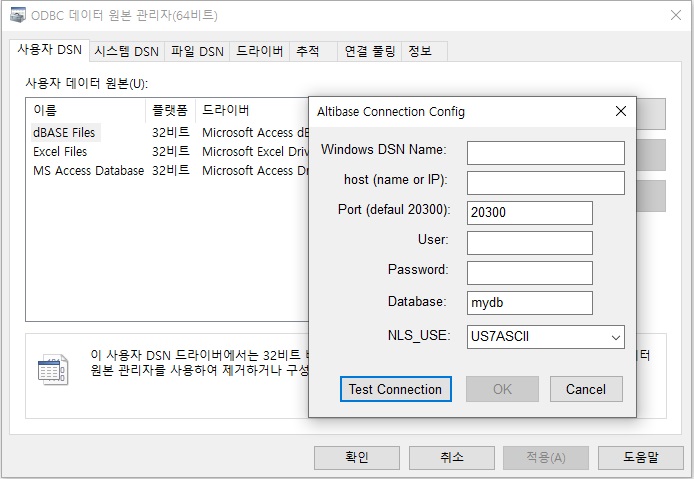 ODBC 데이터 원본 관리자(64비트)
사용자 DSN 시스템 DSN 파일 DSN 드라이버 추적 연결 풀링 정보
사용자 데이터 원본(U):
이름 플랫폼 드라이버
dBASE Files 32비트 Microsoft Access dB
Excel Files 32비트 Microsoft Excel Driv
MS Access Database 32비트 Microsoft Access Dr
이 사용자 DSN 드라이버에서는 32비트
원본 관리자를 사용하여 제거하거나 구성
이터
Altibase Connection Config
Windows DSN Name:
host (name or IP):
Port (defaul 20300): 20300
User:
Password:
Database: mydb
NLS_USE: US7ASCII
Test Connection OK Cancel
확인 취소 적용(A) 도움말